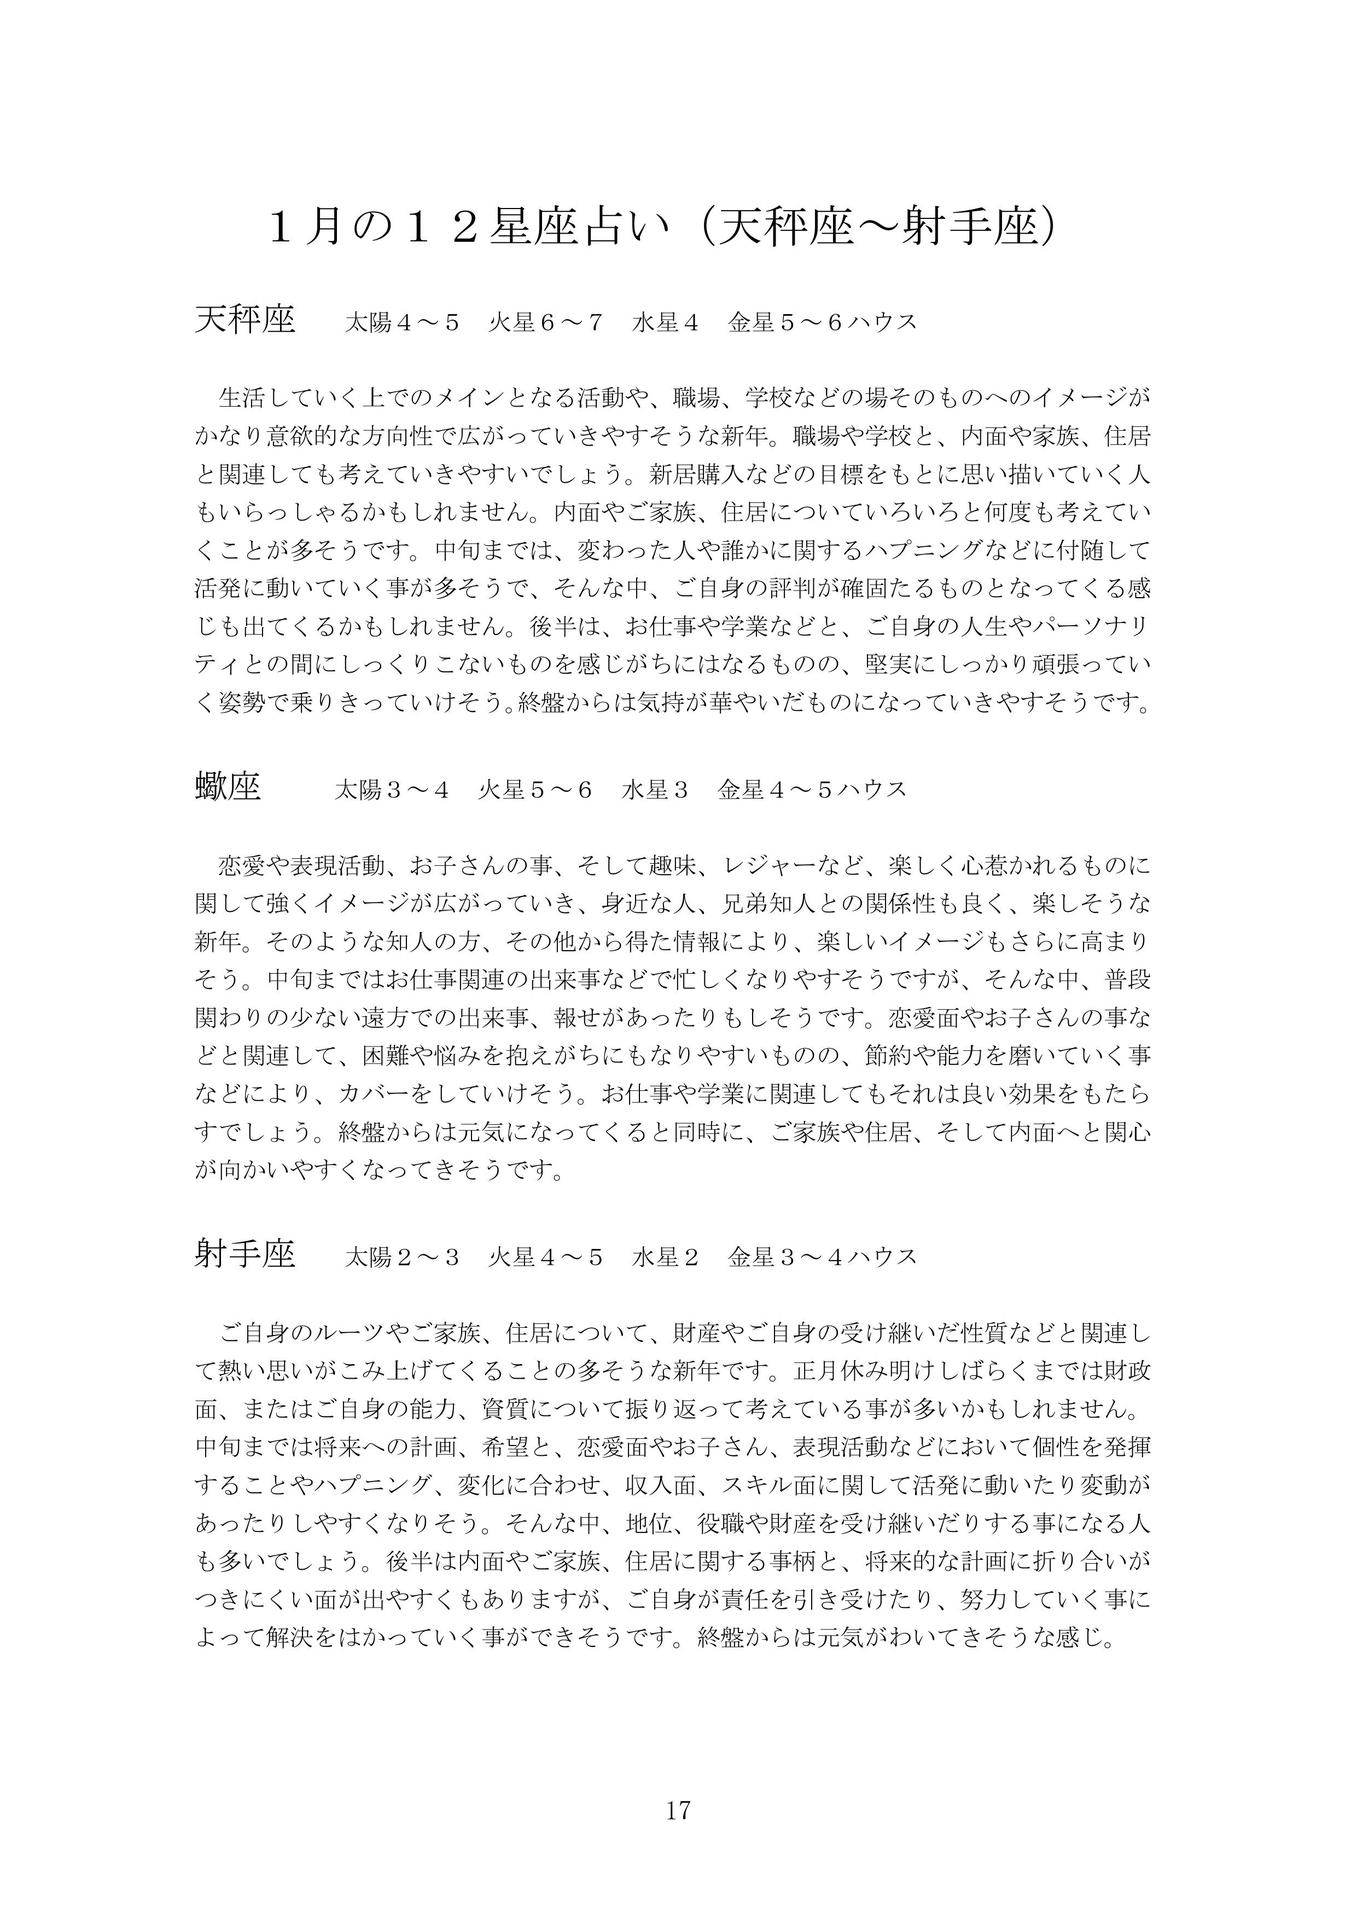 １月の１２星座占い（天秤座～射手座）
天秤座　　太陽４～５　火星６～７　水星４　金星５～６ハウス
　生活していく上でのメインとなる活動や、職場、学校などの場そのものへのイメージが
かなり意欲的な方向性で広がっていきやすそうな新年。職場や学校と、内面や家族、住居
と関連しても考えていきやすいでしょう。新居購入などの目標をもとに思い描いていく人
もいらっしゃるかもしれません。内面やご家族、住居についていろいろと何度も考えてい
くことが多そうです。中旬までは、変わった人や誰かに関するハプニングなどに付随して
活発に動いていく事が多そうで、そんな中、ご自身の評判が確固たるものとなってくる感
じも出てくるかもしれません。後半は、お仕事や学業などと、ご自身の人生やパーソナリ
ティとの間にしっくりこないものを感じがちにはなるものの、堅実にしっかり頑張ってい
く姿勢で乗りきっていけそう。終盤からは気持が華やいだものになっていきやすそうです。
蠍座　　　太陽３～４　火星５～６　水星３　金星４～５ハウス
　恋愛や表現活動、お子さんの事、そして趣味、レジャーなど、楽しく心惹かれるものに
関して強くイメージが広がっていき、身近な人、兄弟知人との関係性も良く、楽しそうな
新年。そのような知人の方、その他から得た情報により、楽しいイメージもさらに高まり
そう。中旬まではお仕事関連の出来事などで忙しくなりやすそうですが、そんな中、普段
関わりの少ない遠方での出来事、報せがあったりもしそうです。恋愛面やお子さんの事な
どと関連して、困難や悩みを抱えがちにもなりやすいものの、節約や能力を磨いていく事
などにより、カバーをしていけそう。お仕事や学業に関連してもそれは良い効果をもたら
すでしょう。終盤からは元気になってくると同時に、ご家族や住居、そして内面へと関心
が向かいやすくなってきそうです。
射手座　　太陽２～３　火星４～５　水星２　金星３～４ハウス
　ご自身のルーツやご家族、住居について、財産やご自身の受け継いだ性質などと関連し
て熱い思いがこみ上げてくることの多そうな新年です。正月休み明けしばらくまでは財政
面、またはご自身の能力、資質について振り返って考えている事が多いかもしれません。
中旬までは将来への計画、希望と、恋愛面やお子さん、表現活動などにおいて個性を発揮
することやハプニング、変化に合わせ、収入面、スキル面に関して活発に動いたり変動が
あったりしやすくなりそう。そんな中、地位、役職や財産を受け継いだりする事になる人
も多いでしょう。後半は内面やご家族、住居に関する事柄と、将来的な計画に折り合いが
つきにくい面が出やすくもありますが、ご自身が責任を引き受けたり、努力していく事に
よって解決をはかっていく事ができそうです。終盤からは元気がわいてきそうな感じ。
17